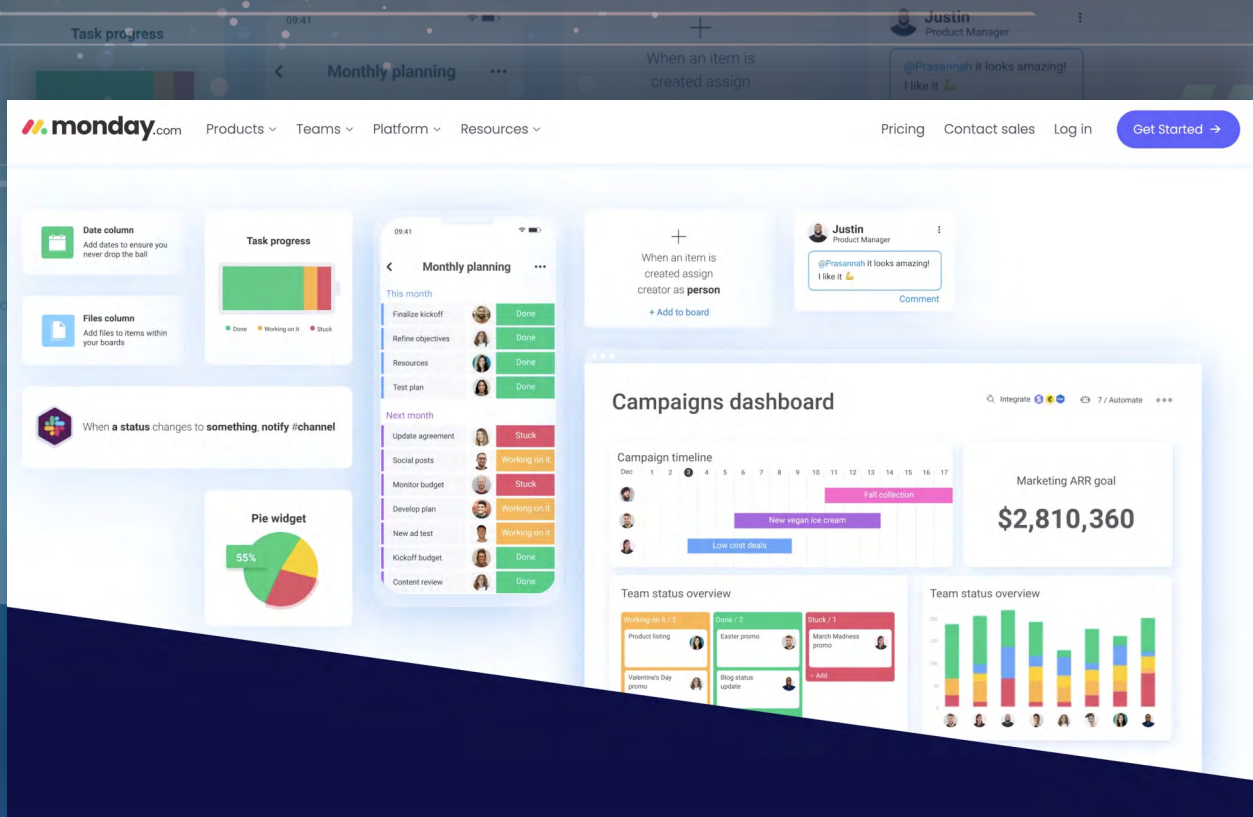 Task progress
09:41
Monthly planning
When an item is
created assign
Justin
Product Manager
@Prasannah it looks amazing!
I like it 💪
monday.com
Products
Teams
Platform
Resources
Pricing
Contact sales
Log in
Get Started →
Date column
Add dates to ensure you
never drop the ball
Files column
Add files to items within
your boards
Task progress
Done
Working on it
Stuck
When a status changes to something, notify #channel
Pie widget
55%
09:41
Monthly planning
This month
Finalize kickoff Done
Refine objectives Done
Resources Done
Test plan Done
Next month
Update agreement Stuck
Social posts Working on it
Monitor budget Stuck
Develop plan Working on it
New ad test Working on it
Kickoff budget Done
Content review Done
When an item is
created assign
creator as person
+ Add to board
Justin
Product Manager
@Prasannah it looks amazing!
I like it 💪
Comment
Campaigns dashboard
Integrate
7 / Automate
Campaign timeline
Dec 1 2 3 4 5 6 7 8 9 10 11 12 13 14 15 16 17
Fall collection
New vegan ice cream
Low cost deals
Marketing ARR goal
$2,810,360
Team status overview
Working on it / 2
Product listing
Valentine's Day
promo
Done / 2
Easter promo
Blog status
update
Stuck / 1
March Madness
promo
+ Add
Team status overview